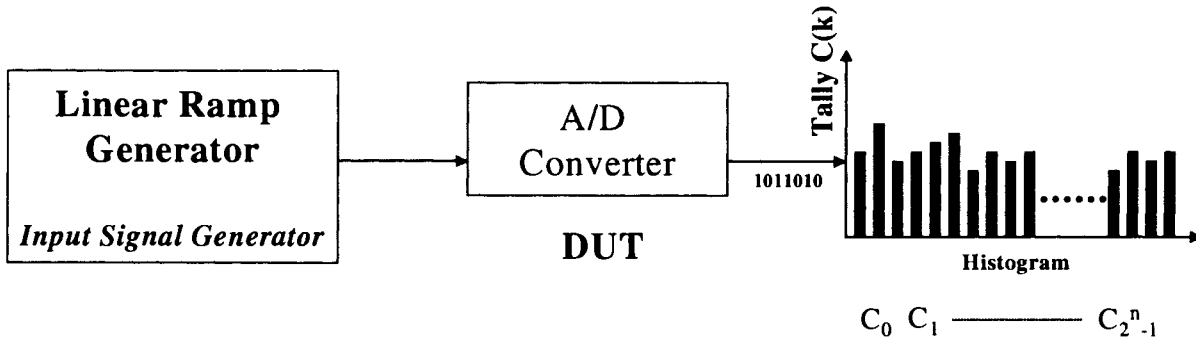 Linear Ramp
Generator
Input Signal Generator
A/D
Converter
DUT
1011010
Tally C(k)
Histogram
C₀ C₁ C₂ⁿ₋₁